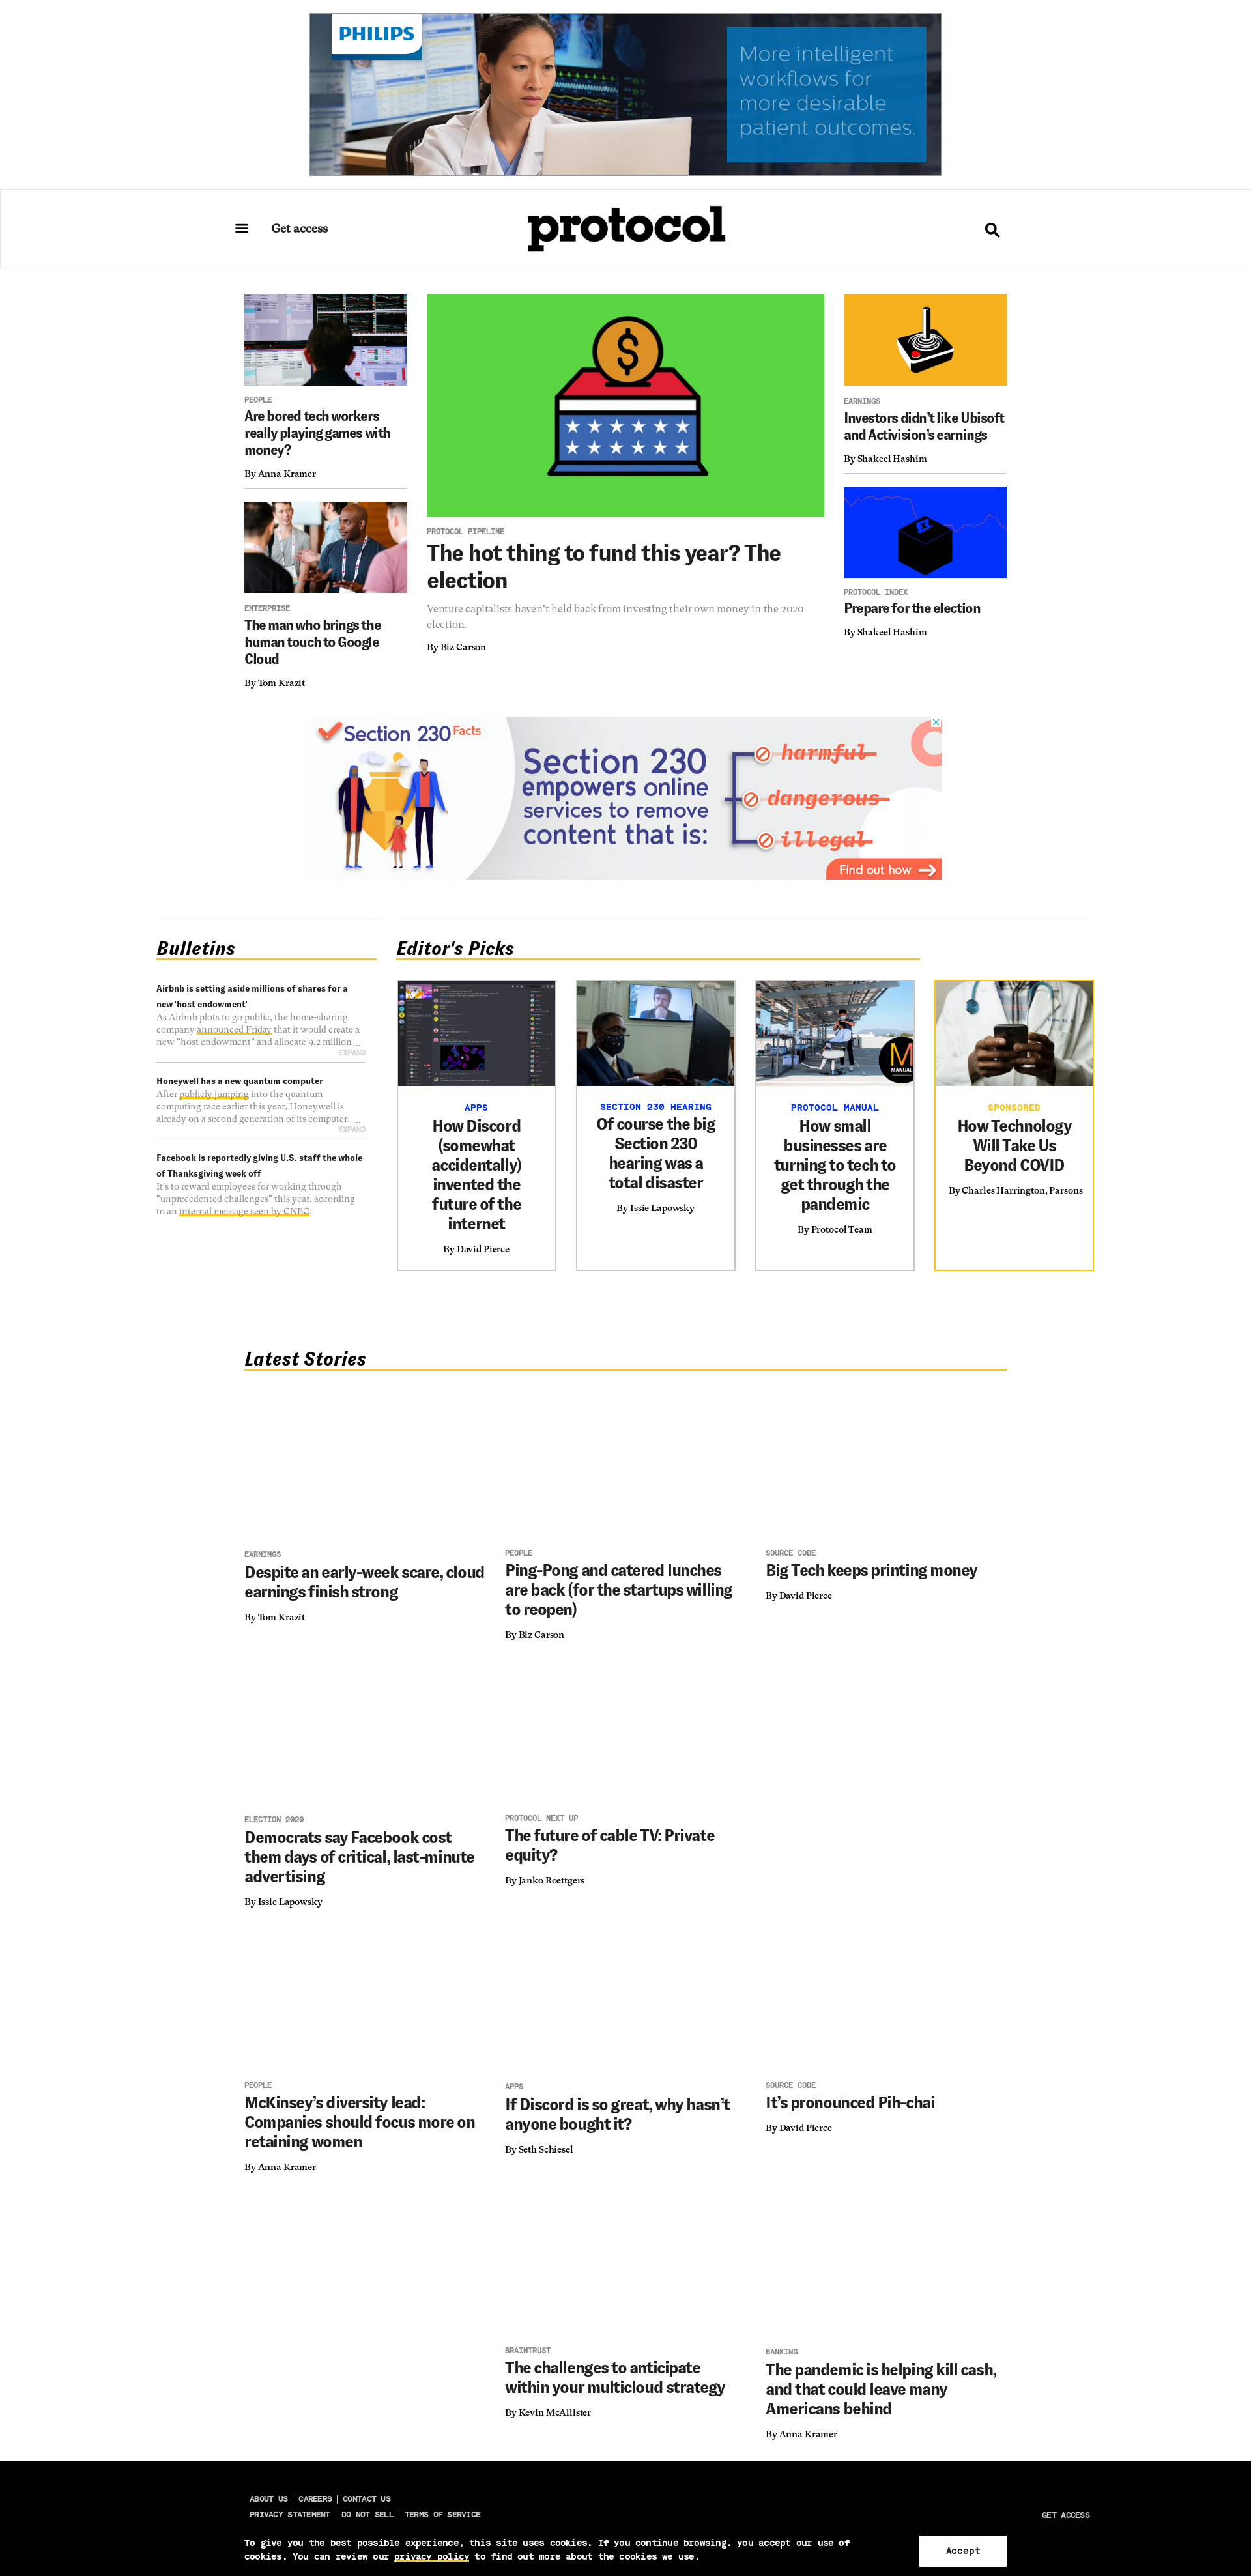 PHILIPS
More intelligent
workflows for
more desirable
patient outcomes.
Get access
protocol
PEOPLE
Are bored tech workers
really playing games with
money?
By Anna Kramer
ENTERPRISE
The man who brings the
human touch to Google
Cloud
By Tom Krazit
PROTOCOL PIPELINE
The hot thing to fund this year? The
election
Venture capitalists haven't held back from investing their own money in the 2020
election.
By Biz Carson
EARNINGS
Investors didn’t like Ubisoft
and Activision’s earnings
By Shakeel Hashim
PROTOCOL INDEX
Prepare for the election
By Shakeel Hashim
Section 230 Facts
Section 230
empowers online
services to remove
content that is:
harmful
dangerous
illegal
Find out how
Bulletins
Airbnb is setting aside millions of shares for a
new 'host endowment'
As Airbnb plots to go public, the home-sharing
company announced Friday that it would create a
new "host endowment" and allocate 9.2 million ...
EXPAND
Honeywell has a new quantum computer
After publicly jumping into the quantum
computing race earlier this year, Honeywell is
already on a second generation of its computer. ...
EXPAND
Facebook is reportedly giving U.S. staff the whole
of Thanksgiving week off
It's to reward employees for working through
"unprecedented challenges" this year, according
to an internal message seen by CNBC.
Editor's Picks
APPS
How Discord
(somewhat
accidentally)
invented the
future of the
internet
By David Pierce
SECTION 230 HEARING
Of course the big
Section 230
hearing was a
total disaster
By Issie Lapowsky
M
MANUAL
PROTOCOL MANUAL
How small
businesses are
turning to tech to
get through the
pandemic
By Protocol Team
SPONSORED
How Technology
Will Take Us
Beyond COVID
By Charles Harrington, Parsons
Latest Stories
EARNINGS
Despite an early-week scare, cloud
earnings finish strong
By Tom Krazit
PEOPLE
Ping-Pong and catered lunches
are back (for the startups willing
to reopen)
By Biz Carson
SOURCE CODE
Big Tech keeps printing money
By David Pierce
ELECTION 2020
Democrats say Facebook cost
them days of critical, last-minute
advertising
By Issie Lapowsky
PROTOCOL NEXT UP
The future of cable TV: Private
equity?
By Janko Roettgers
PEOPLE
McKinsey’s diversity lead:
Companies should focus more on
retaining women
By Anna Kramer
APPS
If Discord is so great, why hasn’t
anyone bought it?
By Seth Schiesel
SOURCE CODE
It’s pronounced Pih-chai
By David Pierce
BRAINTRUST
The challenges to anticipate
within your multicloud strategy
By Kevin McAllister
BANKING
The pandemic is helping kill cash,
and that could leave many
Americans behind
By Anna Kramer
ABOUT US | CAREERS | CONTACT US
PRIVACY STATEMENT | DO NOT SELL | TERMS OF SERVICE
GET ACCESS
To give you the best possible experience, this site uses cookies. If you continue browsing. you accept our use of
cookies. You can review our privacy policy to find out more about the cookies we use.
Accept